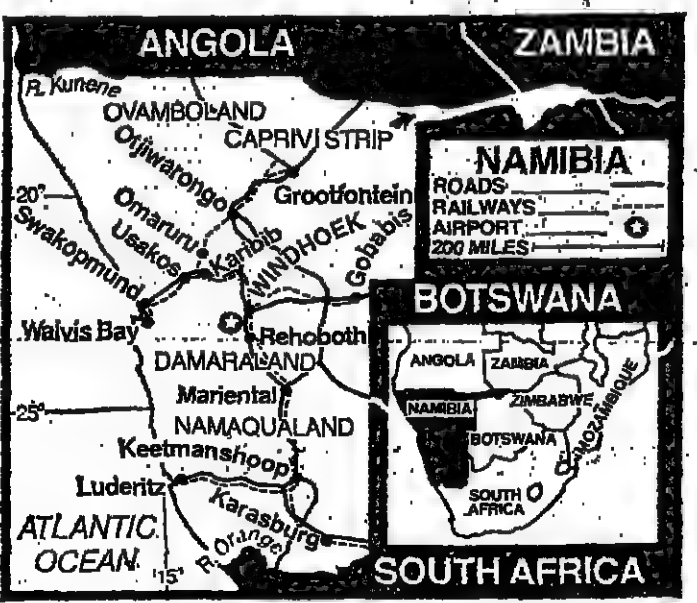 ANGOLA
ZAMBIA
R. Kunene
OVAMBOLAND
CAPRIVI STRIP
Otjiwarongo
Grootfontein
NAMIBIA
ROADS
RAILWAYS
AIRPORT
200 MILES
20°
Omaruru
Usakos
Swakopmund
Karibib
WINDHOEK
Gobabis
BOTSWANA
Walvis Bay
Rehoboth
DAMARALAND
Mariental
25°
NAMAQUALAND
Keetmanshoop
Luderitz
Karasburg
ATLANTIC
OCEAN
R. Orange
15°
SOUTH AFRICA
ANGOLA
ZAMBIA
NAMIBIA
ZIMBABWE
MOZAMBIQUE
BOTSWANA
SOUTH
AFRICA